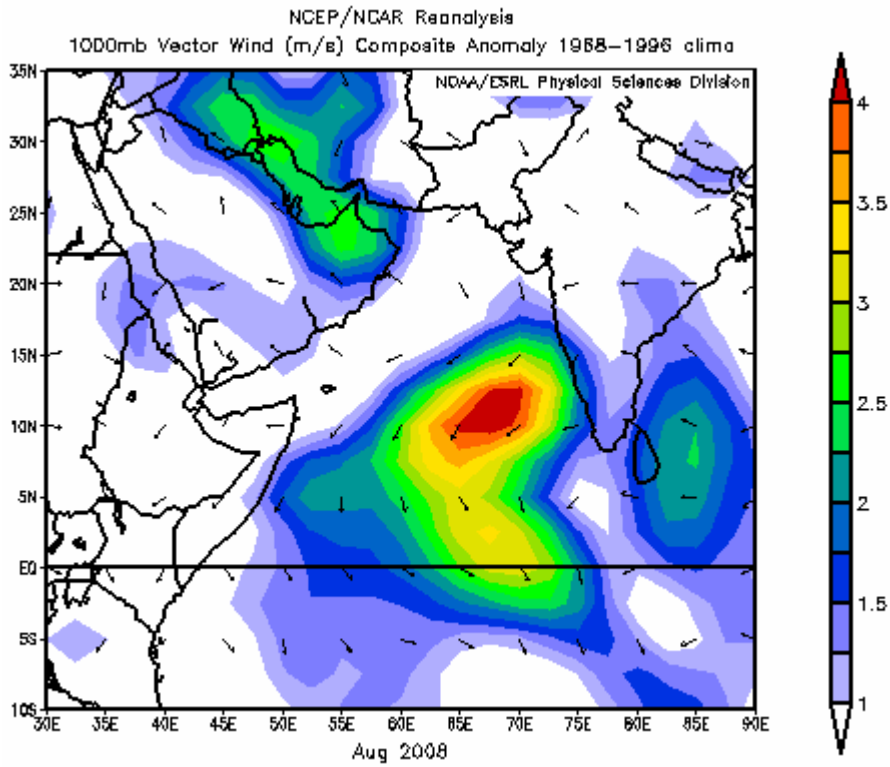 NCEP/NCAR Reanalysis
1000mb Vector Wind (m/s) Composite Anomaly 1968-1996 clima
NOAA/ESRL Physical Sciences Division
35N
30N
25N
20N
15N
10N
5N
EQ
5S
10S
30E 35E 40E 45E 50E 55E 60E 65E 70E 75E 80E 85E 90E
Aug 2008
4
3.5
3
2.5
2
1.5
1